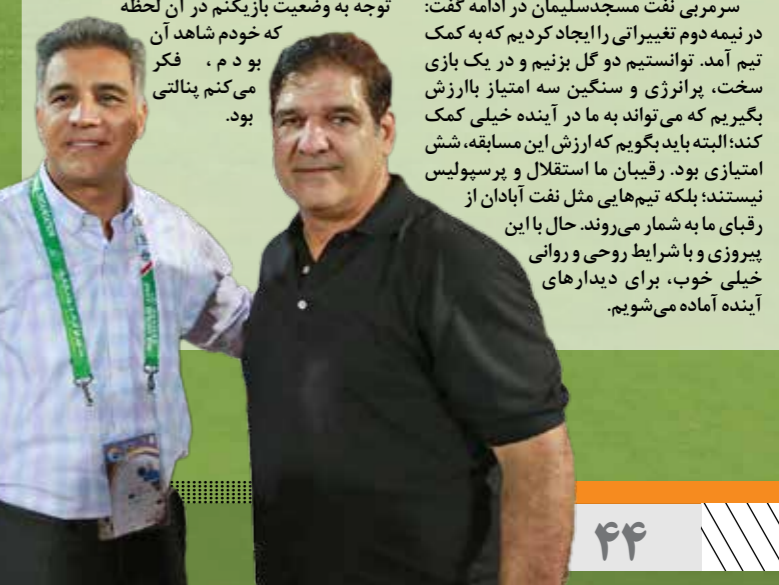 سرمربی نفت مسجدسلیمان در ادامه گفت:
در نیمه دوم تغییراتی را ایجاد کردیم که به کمک
تیم آمد. توانستیم دو گل بزنیم و در یک بازی
سخت، پرانرژی و سنگین سه امتیاز باارزش
بگیریم که می‌تواند به ما در آینده خیلی کمک
کند؛ البته باید بگویم که ارزش این مسابقه، شش
امتیازی بود. رقیبان ما استقلال و پرسپولیس
نیستند؛ بلکه تیم‌هایی مثل نفت آبادان از
رقبای ما به شمار می‌روند. حال با این
پیروزی و با شرایط روحی و روانی
خیلی خوب، برای دیدارهای
آینده آماده می‌شویم.
توجه به وضعیت بازیکنم در آن لحظه
که خودم شاهد آن
بودم، فکر
می‌کنم پنالتی
بود.
۴۴